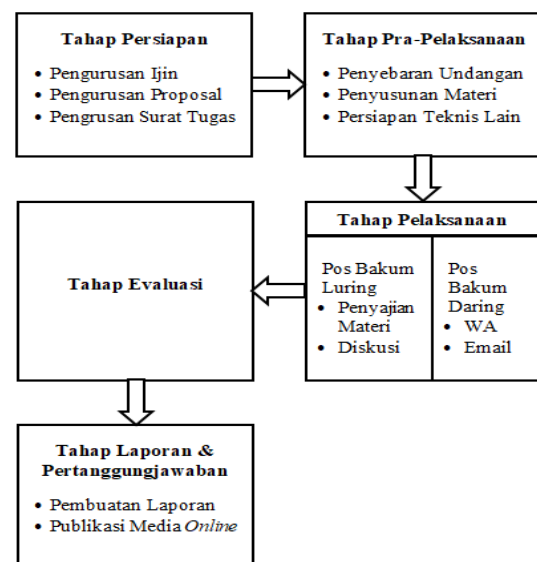 Tahap Persiapan
• Pengurusan Ijin
• Pengurusan Proposal
• Pengrusan Surat Tugas
Tahap Pra-Pelaksanaan
• Penyebaran Undangan
• Penyusunan Materi
• Persiapan Teknis Lain
Tahap Pelaksanaan
Pos Bakum
Luring
• Penyajian
Materi
• Diskusi
Pos
Bakum
Daring
• WA
• Email
Tahap Evaluasi
Tahap Laporan &
Pertanggungjawaban
• Pembuatan Laporan
• Publikasi Media Online